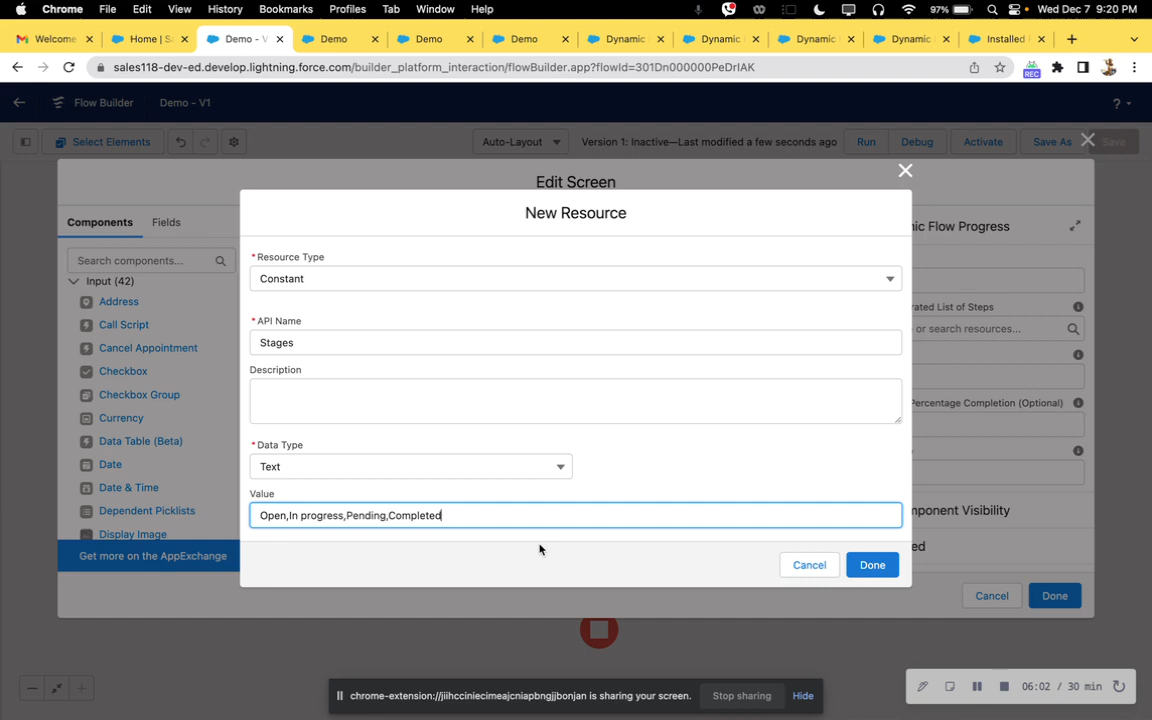 Chrome File Edit View History Bookmarks Profiles Tab Window Help 97% Wed Dec 7 9:20 PM
Welcome Home | S Demo - V Demo Demo Demo Dynamic Dynamic Dynamic Dynamic Installed
sales118-dev-ed.develop.lightning.force.com/builder_platform_interaction/flowBuilder.app?flowId=301Dn000000PeDrIAK REC
Flow Builder Demo - V1 ?
Select Elements Auto-Layout Version 1: Inactive—Last modified a few seconds ago Run Debug Activate Save As Save
Edit Screen
New Resource
Components Fields
Search components...
Input (42)
Address
Call Script
Cancel Appointment
Checkbox
Checkbox Group
Currency
Data Table (Beta)
Date
Date & Time
Dependent Picklists
Display Image
Get more on the AppExchange
*Resource Type
Constant
*API Name
Stages
Description
*Data Type
Text
Value
Open,In progress,Pending,Completed
Cancel Done
ic Flow Progress
rated List of Steps
or search resources...
Percentage Completion (Optional)
mponent Visibility
ed
Cancel Done
chrome-extension://jiihcciniecimeajcniapbngjjbonjan is sharing your screen. Stop sharing Hide
06:02 / 30 min